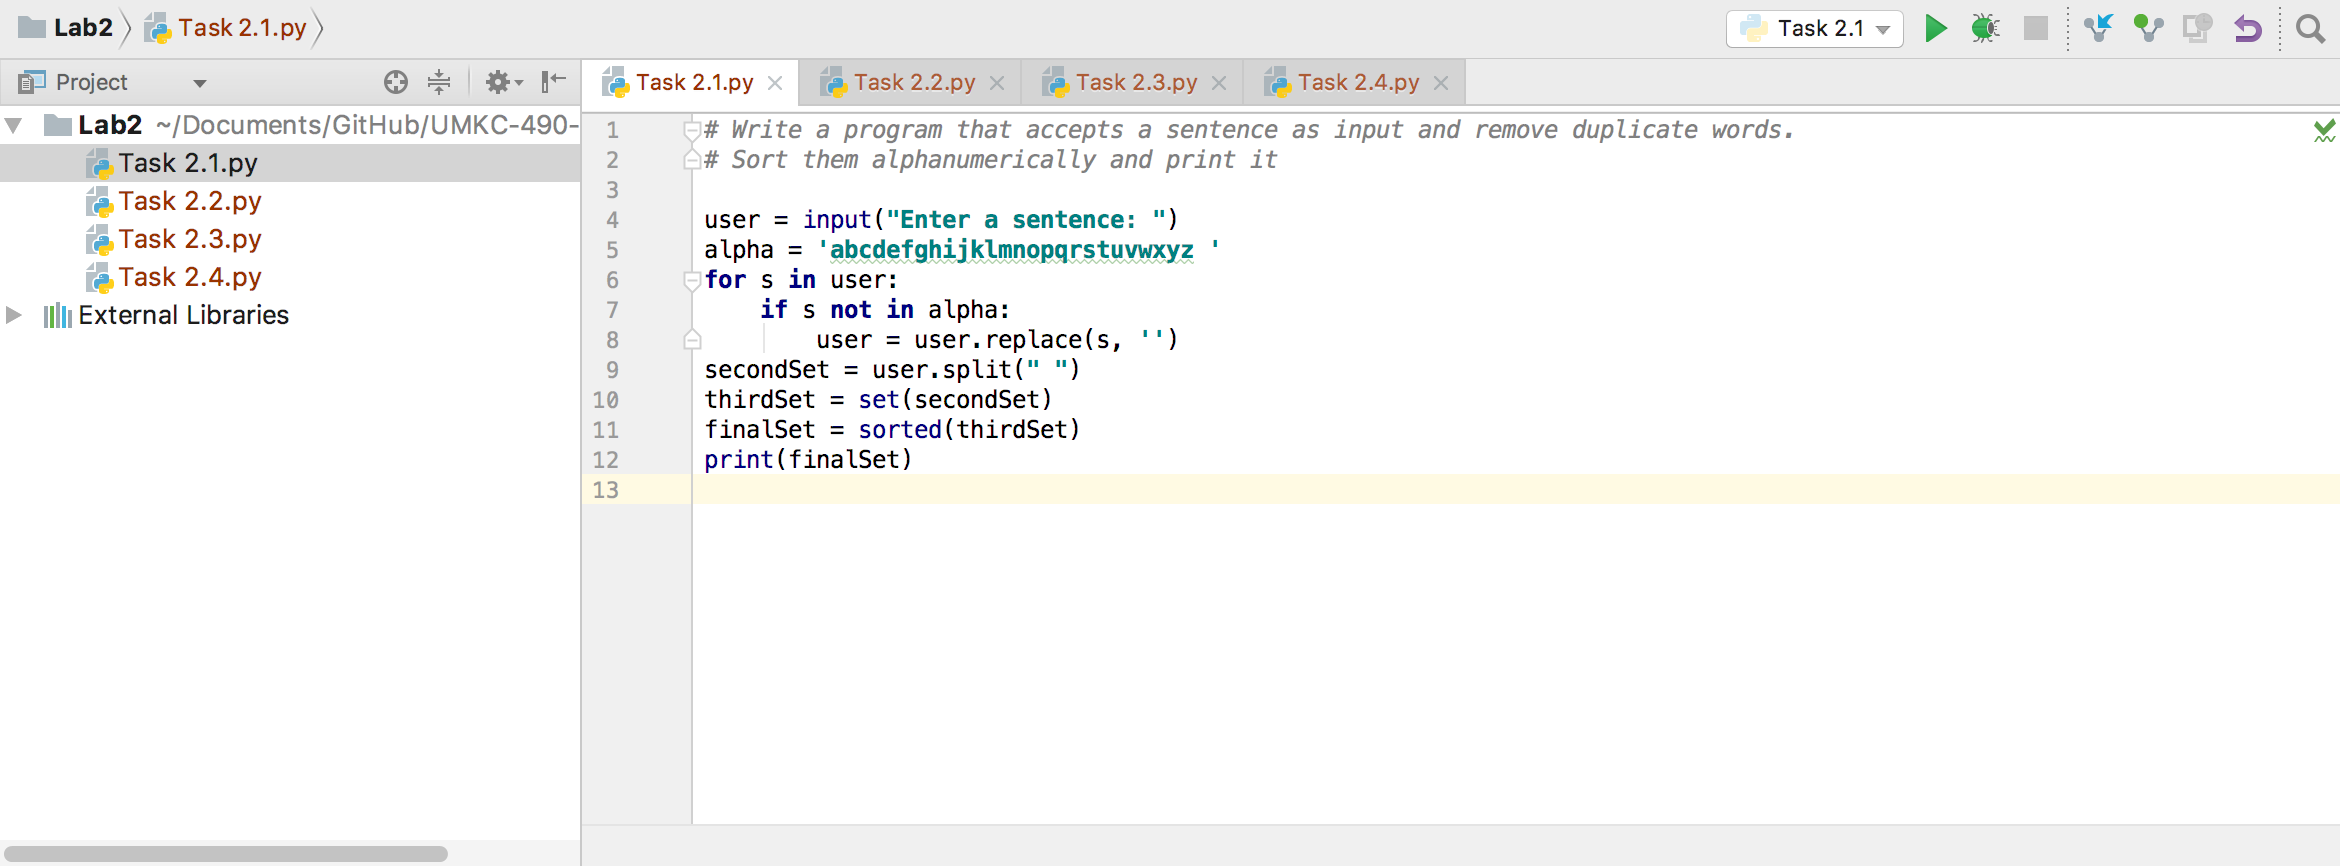 Lab2 Task 2.1.py Task 2.1
Project Task 2.1.py Task 2.2.py Task 2.3.py Task 2.4.py
Lab2 ~/Documents/GitHub/UMKC-490-
Task 2.1.py
Task 2.2.py
Task 2.3.py
Task 2.4.py
External Libraries
1 # Write a program that accepts a sentence as input and remove duplicate words.
2 # Sort them alphanumerically and print it
3
4 user = input("Enter a sentence: ")
5 alpha = 'abcdefghijklmnopqrstuvwxyz '
6 for s in user:
7     if s not in alpha:
8         user = user.replace(s, '')
9 secondSet = user.split(" ")
10 thirdSet = set(secondSet)
11 finalSet = sorted(thirdSet)
12 print(finalSet)
13